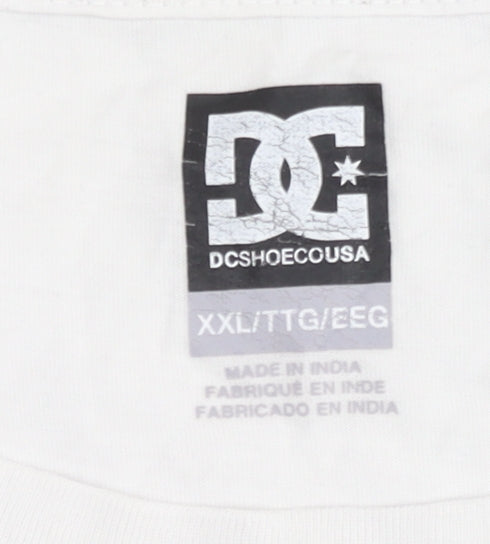 DC
DCSHOECOUSA
XXL/TTG/EEG
MADE IN INDIA
FABRIQUÉ EN INDE
FABRICADO EN INDIA